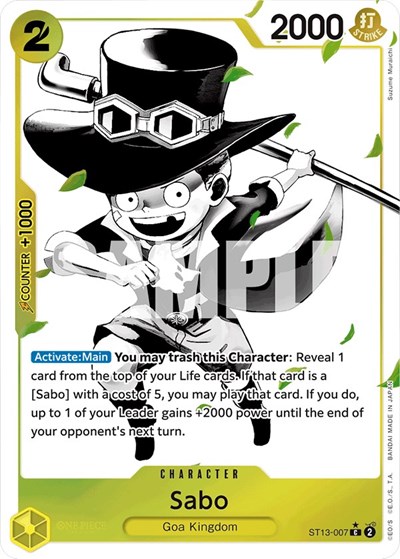 2
2000
打
STRIKE
Suzume Muraichi
COUNTER +1000
SAMPLE
Activate:Main You may trash this Character: Reveal 1
card from the top of your Life cards. If that card is a
[Sabo] with a cost of 5, you may play that card. If you do,
up to 1 of your Leader gains +2000 power until the end of
your opponent's next turn.
CHARACTER
Sabo
Goa Kingdom
ONE PIECE
ST13-007 C 2
©E.O./S ©E.O./S., T.A. BANDAI MADE IN JAPAN